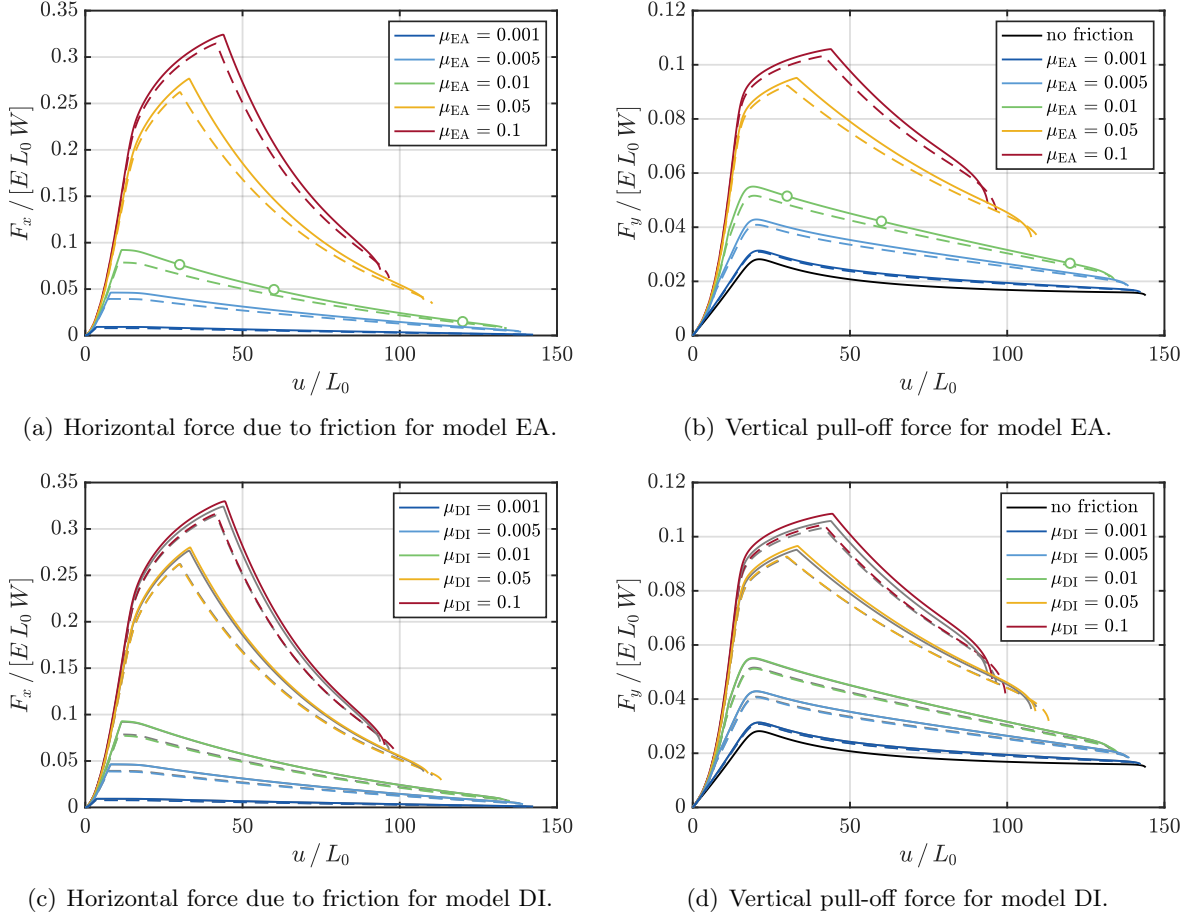 0.35
0.3
0.25
0.2
0.15
0.1
0.05
0
F_x / [E L_0 W]
0 50 100 150
u / L_0
μ_EA = 0.001
μ_EA = 0.005
μ_EA = 0.01
μ_EA = 0.05
μ_EA = 0.1
(a) Horizontal force due to friction for model EA.
0.12
0.1
0.08
0.06
0.04
0.02
0
F_y / [E L_0 W]
0 50 100 150
u / L_0
no friction
μ_EA = 0.001
μ_EA = 0.005
μ_EA = 0.01
μ_EA = 0.05
μ_EA = 0.1
(b) Vertical pull-off force for model EA.
0.35
0.3
0.25
0.2
0.15
0.1
0.05
0
F_x / [E L_0 W]
0 50 100 150
u / L_0
μ_DI = 0.001
μ_DI = 0.005
μ_DI = 0.01
μ_DI = 0.05
μ_DI = 0.1
(c) Horizontal force due to friction for model DI.
0.12
0.1
0.08
0.06
0.04
0.02
0
F_y / [E L_0 W]
0 50 100 150
u / L_0
no friction
μ_DI = 0.001
μ_DI = 0.005
μ_DI = 0.01
μ_DI = 0.05
μ_DI = 0.1
(d) Vertical pull-off force for model DI.